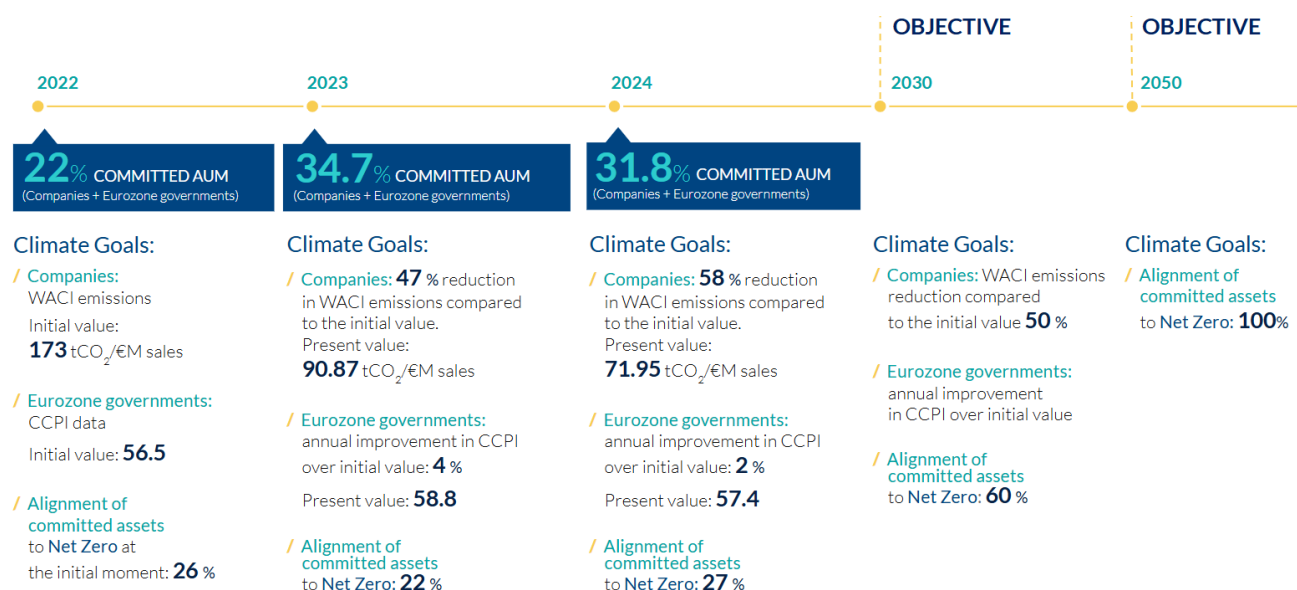 OBJECTIVE
OBJECTIVE
2022
2023
2024
2030
2050
22% COMMITTED AUM
(Companies + Eurozone governments)
34.7% COMMITTED AUM
(Companies + Eurozone governments)
31.8% COMMITTED AUM
(Companies + Eurozone governments)
Climate Goals:
/ Companies:
WACI emissions
Initial value:
173 tCO2/€M sales
/ Eurozone governments:
CCPI data
Initial value: 56.5
/ Alignment of
committed assets
to Net Zero at
the initial moment: 26 %
Climate Goals:
/ Companies: 47 % reduction
in WACI emissions compared
to the initial value.
Present value:
90.87 tCO2/€M sales
/ Eurozone governments:
annual improvement in CCPI
over initial value: 4 %
Present value: 58.8
/ Alignment of
committed assets
to Net Zero: 22 %
Climate Goals:
/ Companies: 58 % reduction
in WACI emissions compared
to the initial value.
Present value:
71.95 tCO2/€M sales
/ Eurozone governments:
annual improvement in CCPI
over initial value: 2 %
Present value: 57.4
/ Alignment of
committed assets
to Net Zero: 27 %
Climate Goals:
/ Companies: WACI emissions
reduction compared
to the initial value 50 %
/ Eurozone governments:
annual improvement
in CCPI over initial value
/ Alignment of
committed assets
to Net Zero: 60 %
Climate Goals:
/ Alignment of
committed assets
to Net Zero: 100%